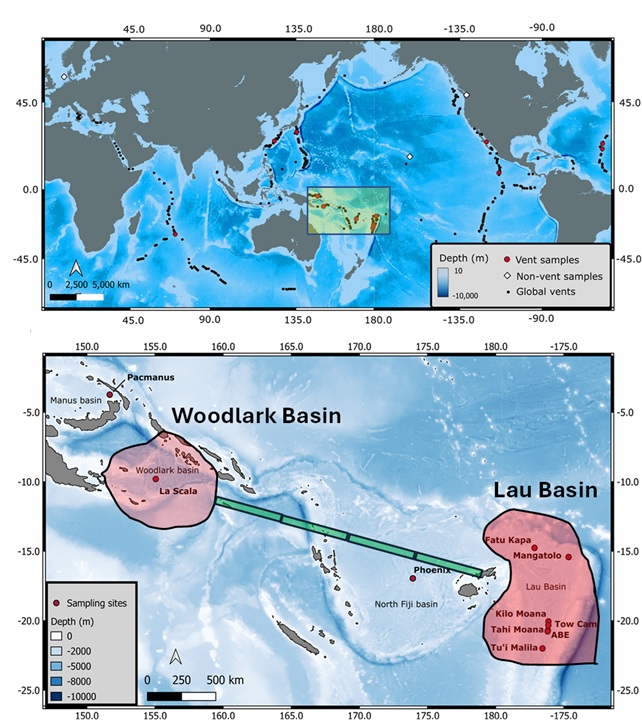 45.0 90.0 135.0 180.0 -135.0 -90.0
45.0 45.0
0.0 0.0
-45.0 -45.0
0 2,500 5,000 km
Depth (m)
10
-10,000
Vent samples
Non-vent samples
Global vents
45.0 90.0 135.0 180.0 -135.0 -90.0
150.0 155.0 160.0 165.0 170.0 175.0 180.0 -175.0
Pacmanus
Manus basin
-5.0 -5.0
Woodlark Basin
Woodlark basin
La Scala
-10.0 -10.0
Lau Basin
Fatu Kapa
Mangatolo
-15.0 -15.0
Phoenix
North Fiji basin
Lau Basin
Kilo Moana
Tow Cam
Tahi Moana
ABE
Tu'i Malila
-20.0 -20.0
Sampling sites
Depth (m)
0
-2000
-5000
-8000
-10000
0 250 500 km
-25.0 -25.0
150.0 155.0 160.0 165.0 170.0 175.0 180.0 -175.0